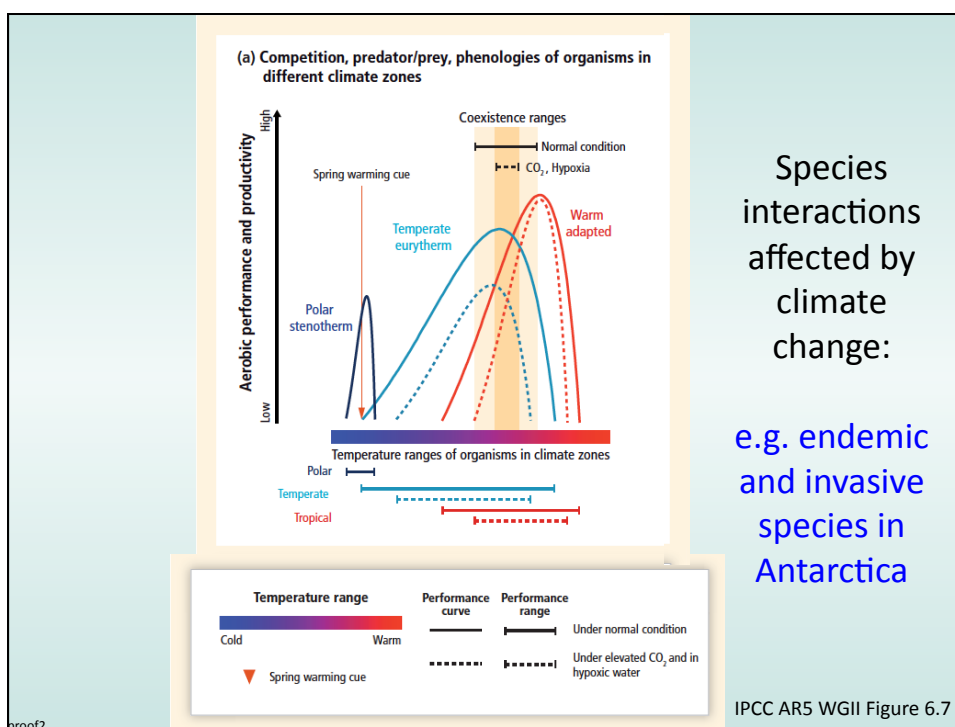 (a) Competition, predator/prey, phenologies of organisms in
different climate zones
High
Aerobic performance and productivity
Low
Coexistence ranges
Normal condition
CO₂, Hypoxia
Spring warming cue
Temperate
eurytherm
Warm
adapted
Polar
stenotherm
Temperature ranges of organisms in climate zones
Polar
Temperate
Tropical
Temperature range
Cold
Warm
Spring warming cue
Performance
curve
Performance
range
Under normal condition
Under elevated CO₂ and in
hypoxic water
Species
interactions
affected by
climate
change:
e.g. endemic
and invasive
species in
Antarctica
IPCC AR5 WGII Figure 6.7